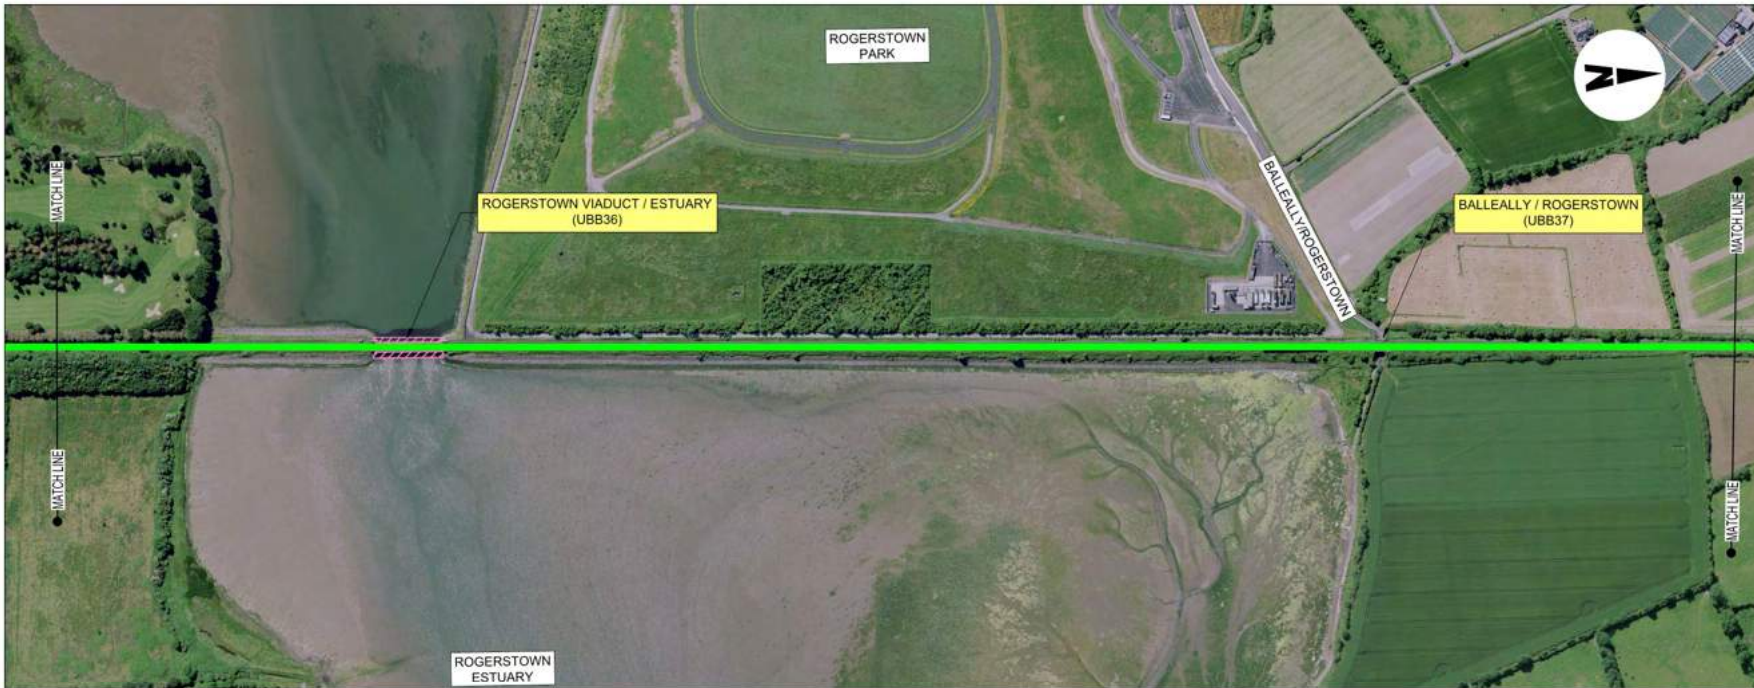 ROGERSTOWN
PARK
N
MATCH LINE
MATCH LINE
ROGERSTOWN VIADUCT / ESTUARY
(UBB36)
BALLEALLY/ROGERSTOWN
BALLEALLY / ROGERSTOWN
(UBB37)
MATCH LINE
MATCH LINE
ROGERSTOWN
ESTUARY